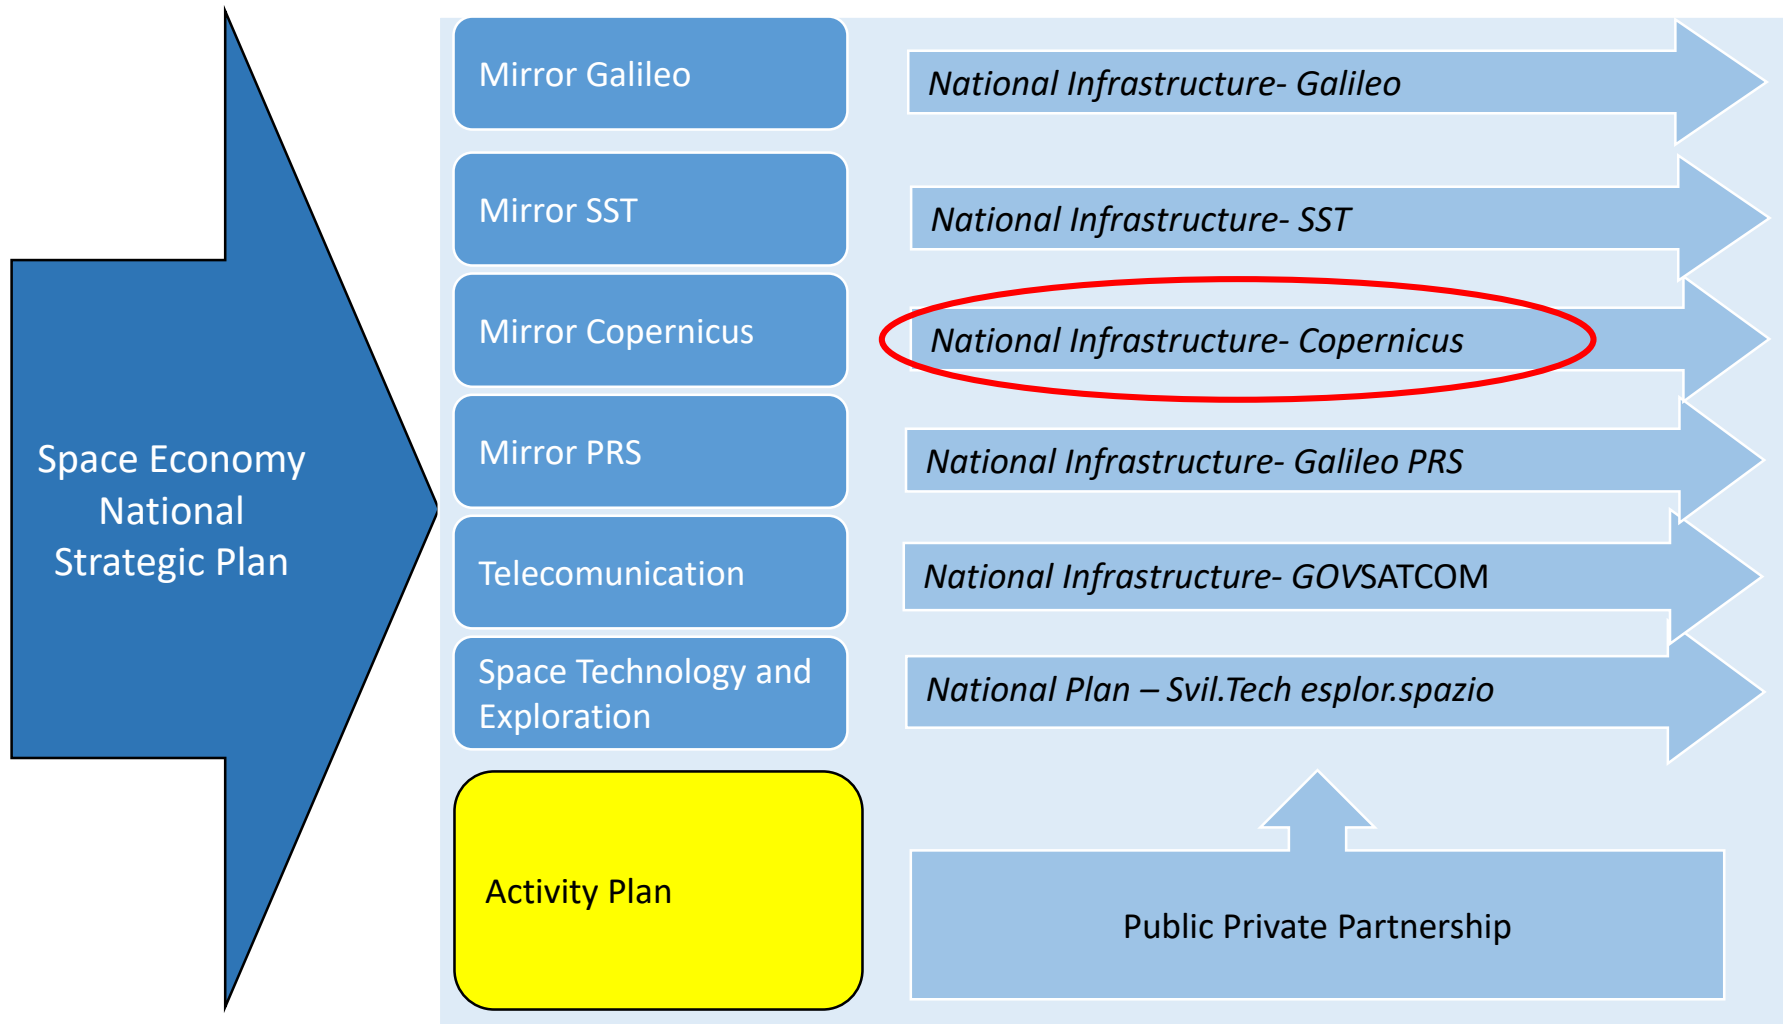 Mirror Galileo
National Infrastructure- Galileo
Mirror SST
National Infrastructure- SST
Mirror Copernicus
National Infrastructure- Copernicus
Space Economy
National
Strategic Plan
Mirror PRS
National Infrastructure- Galileo PRS
Telecomunication
National Infrastructure- GOVSATCOM
Space Technology and
Exploration
National Plan – Svil.Tech esplor.spazio
Activity Plan
Public Private Partnership